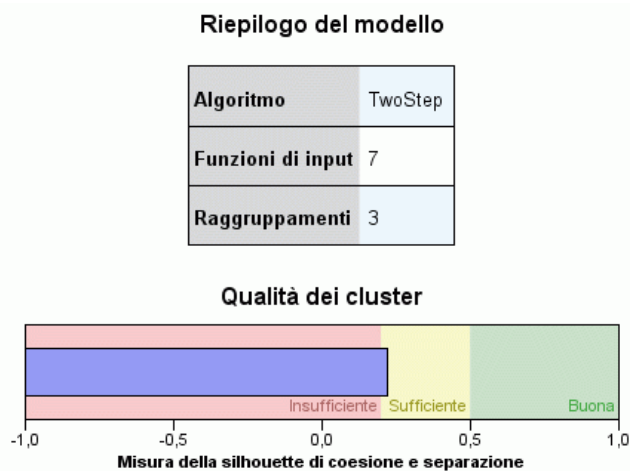 Riepilogo del modello
Algoritmo TwoStep
Funzioni di input 7
Raggruppamenti 3
Qualità dei cluster
Insufficiente Sufficiente Buona
-1,0 -0,5 0,0 0,5 1,0
Misura della silhouette di coesione e separazione